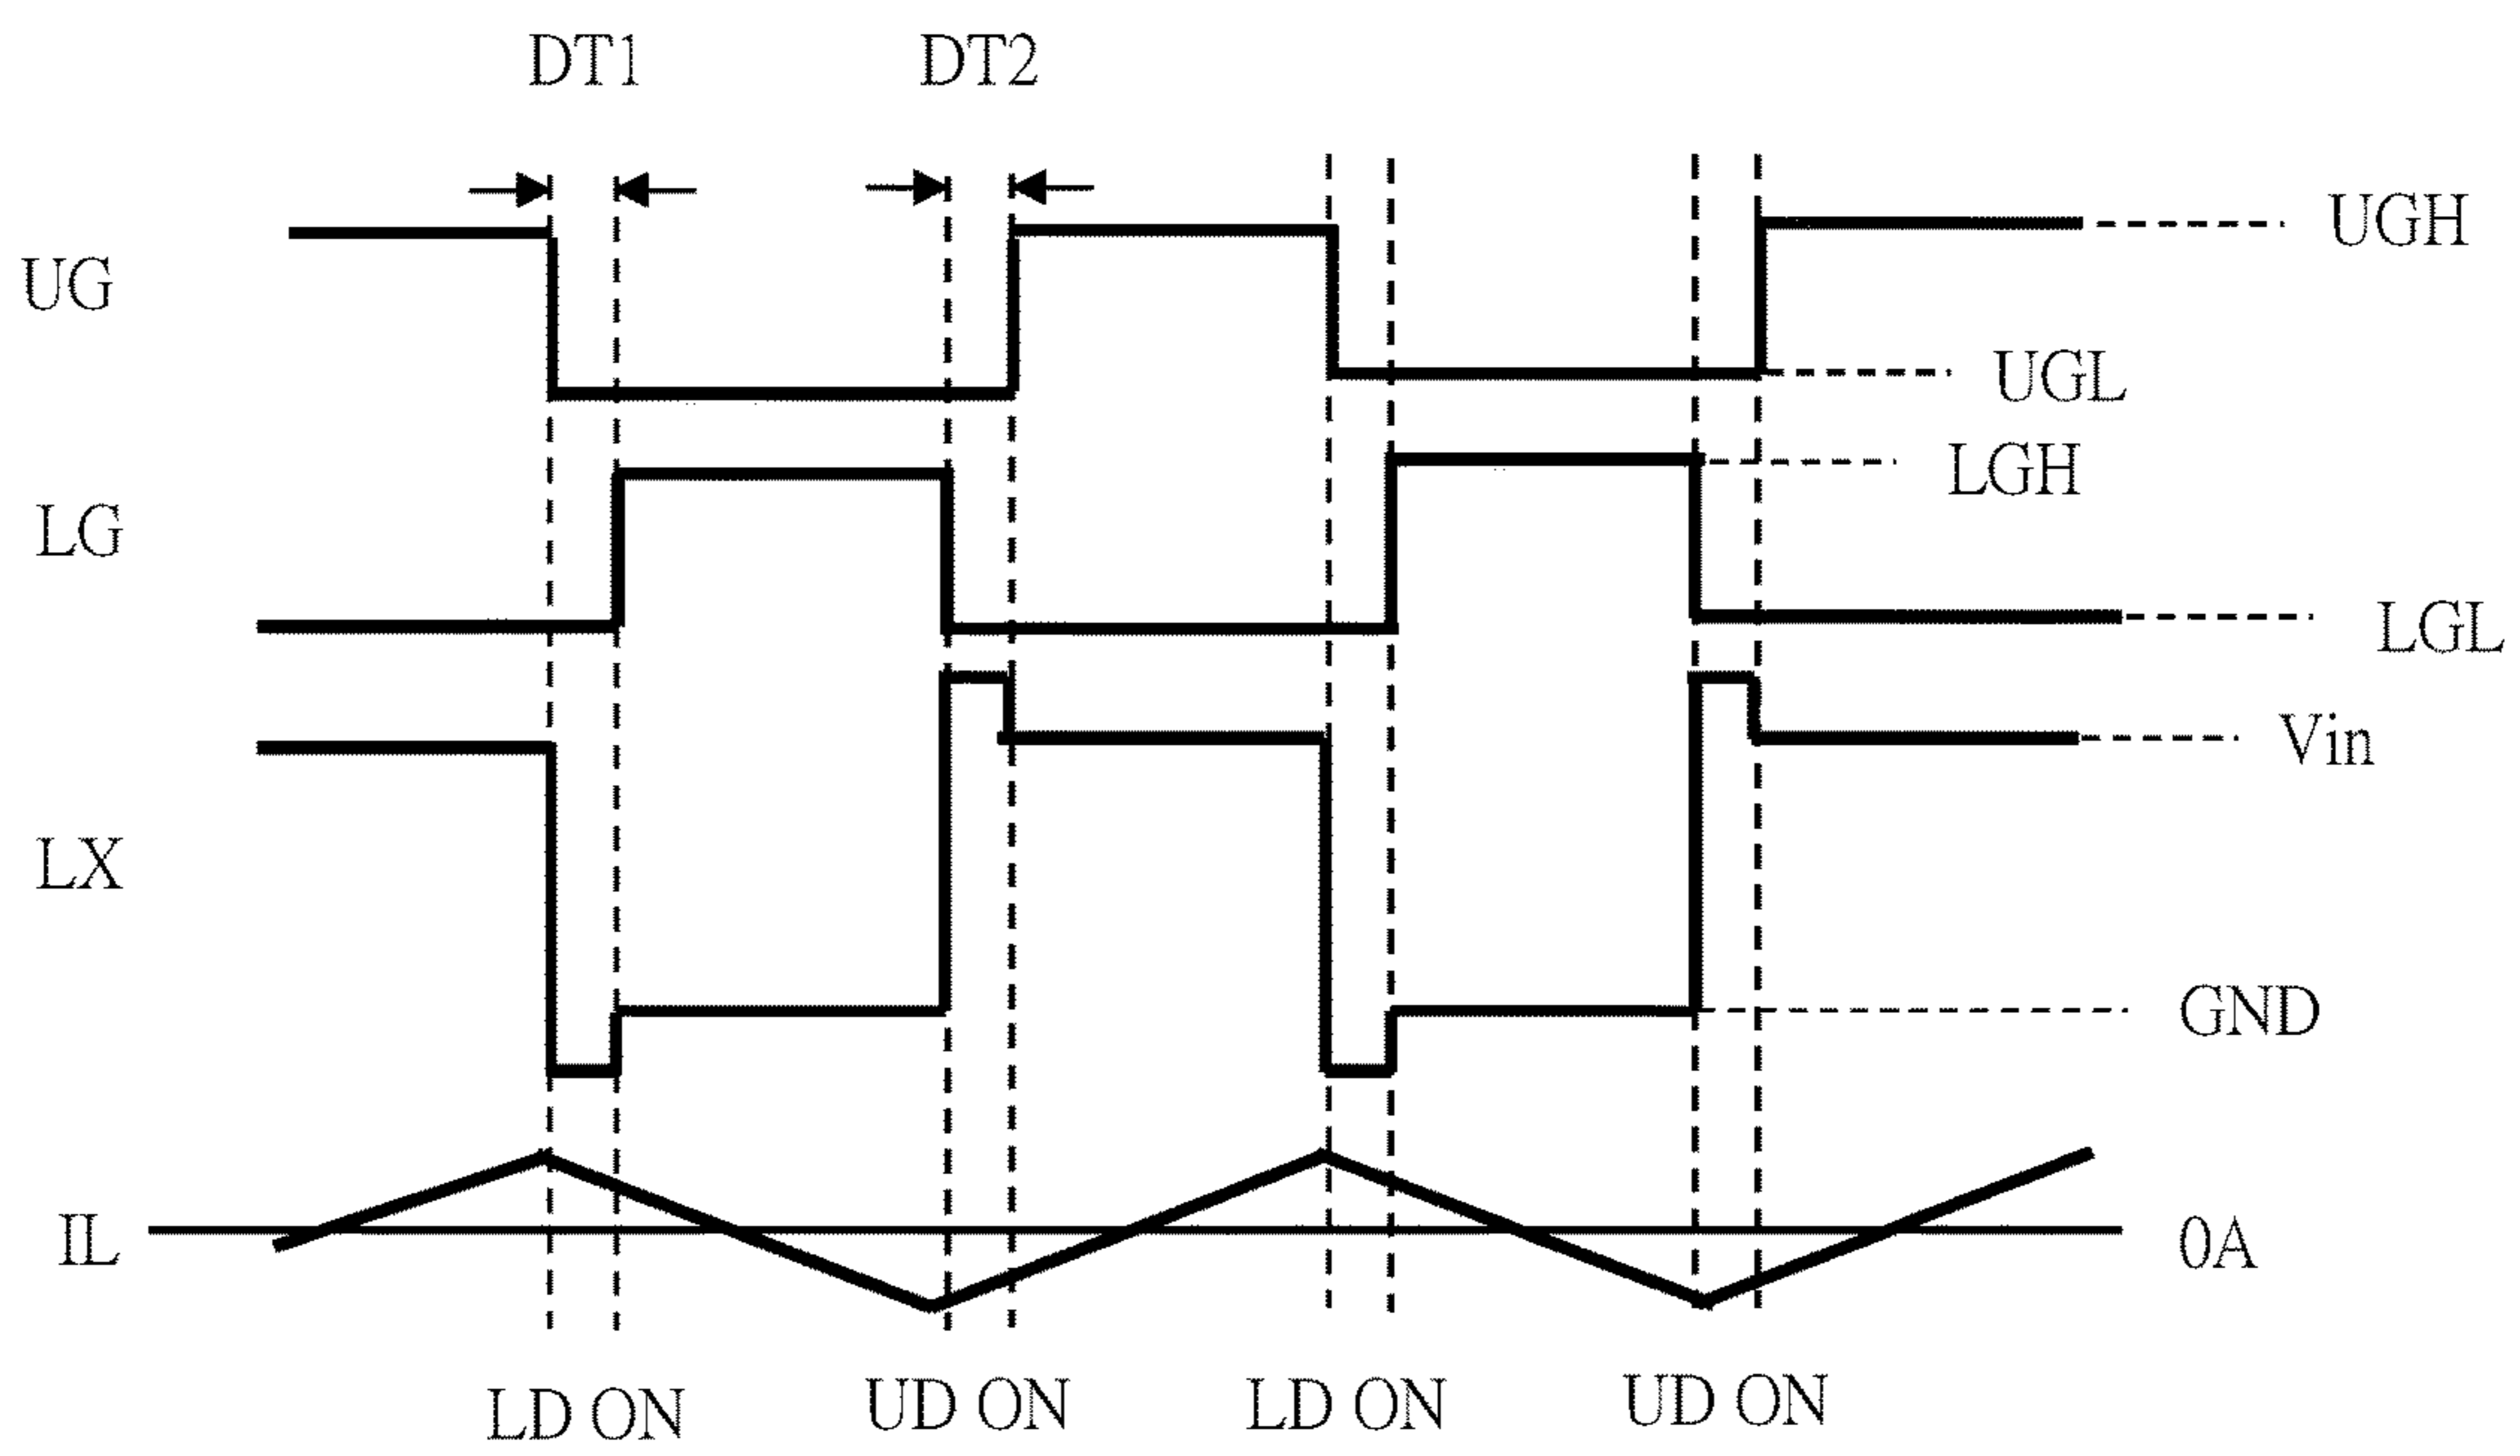 DT1 DT2
UGH
UG
UGL
LGH
LG
LGL
Vin
LX
GND
IL 0A
LD ON UD ON LD ON UD ON